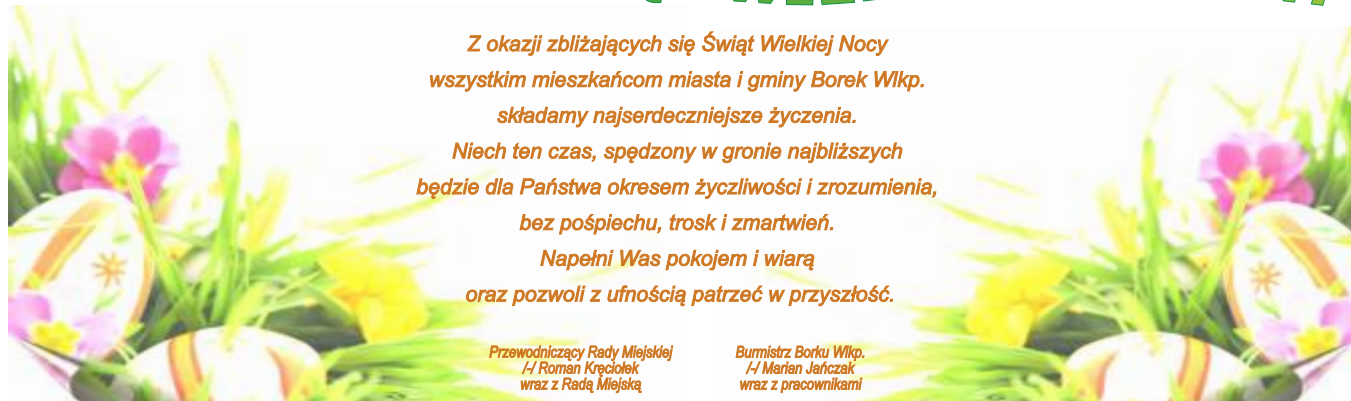 Z okazji zbliżających się Świąt Wielkiej Nocy
wszystkim mieszkańcom miasta i gminy Borek Wlkp.
składamy najserdeczniejsze życzenia.
Niech ten czas, spędzony w gronie najbliższych
będzie dla Państwa okresem życzliwości i zrozumienia,
bez pośpiechu, trosk i zmartwień.
Napełni Was pokojem i wiarą
oraz pozwoli z ufnością patrzeć w przyszłość.
Przewodniczący Rady Miejskiej
/-/ Roman Kręciołek
wraz z Radą Miejską
Burmistrz Borku Wlkp.
/-/ Marian Jańczak
wraz z pracownikami